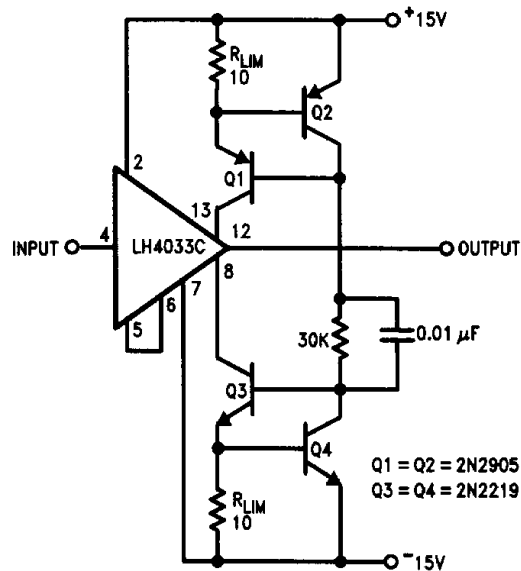 +15V
RLIM
10
Q2
2
Q1
13
12
4
INPUT
LH4033C
OUTPUT
8
7
6
5
30K
0.01 µF
Q3
Q4
Q1 = Q2 = 2N2905
Q3 = Q4 = 2N2219
RLIM
10
-15V